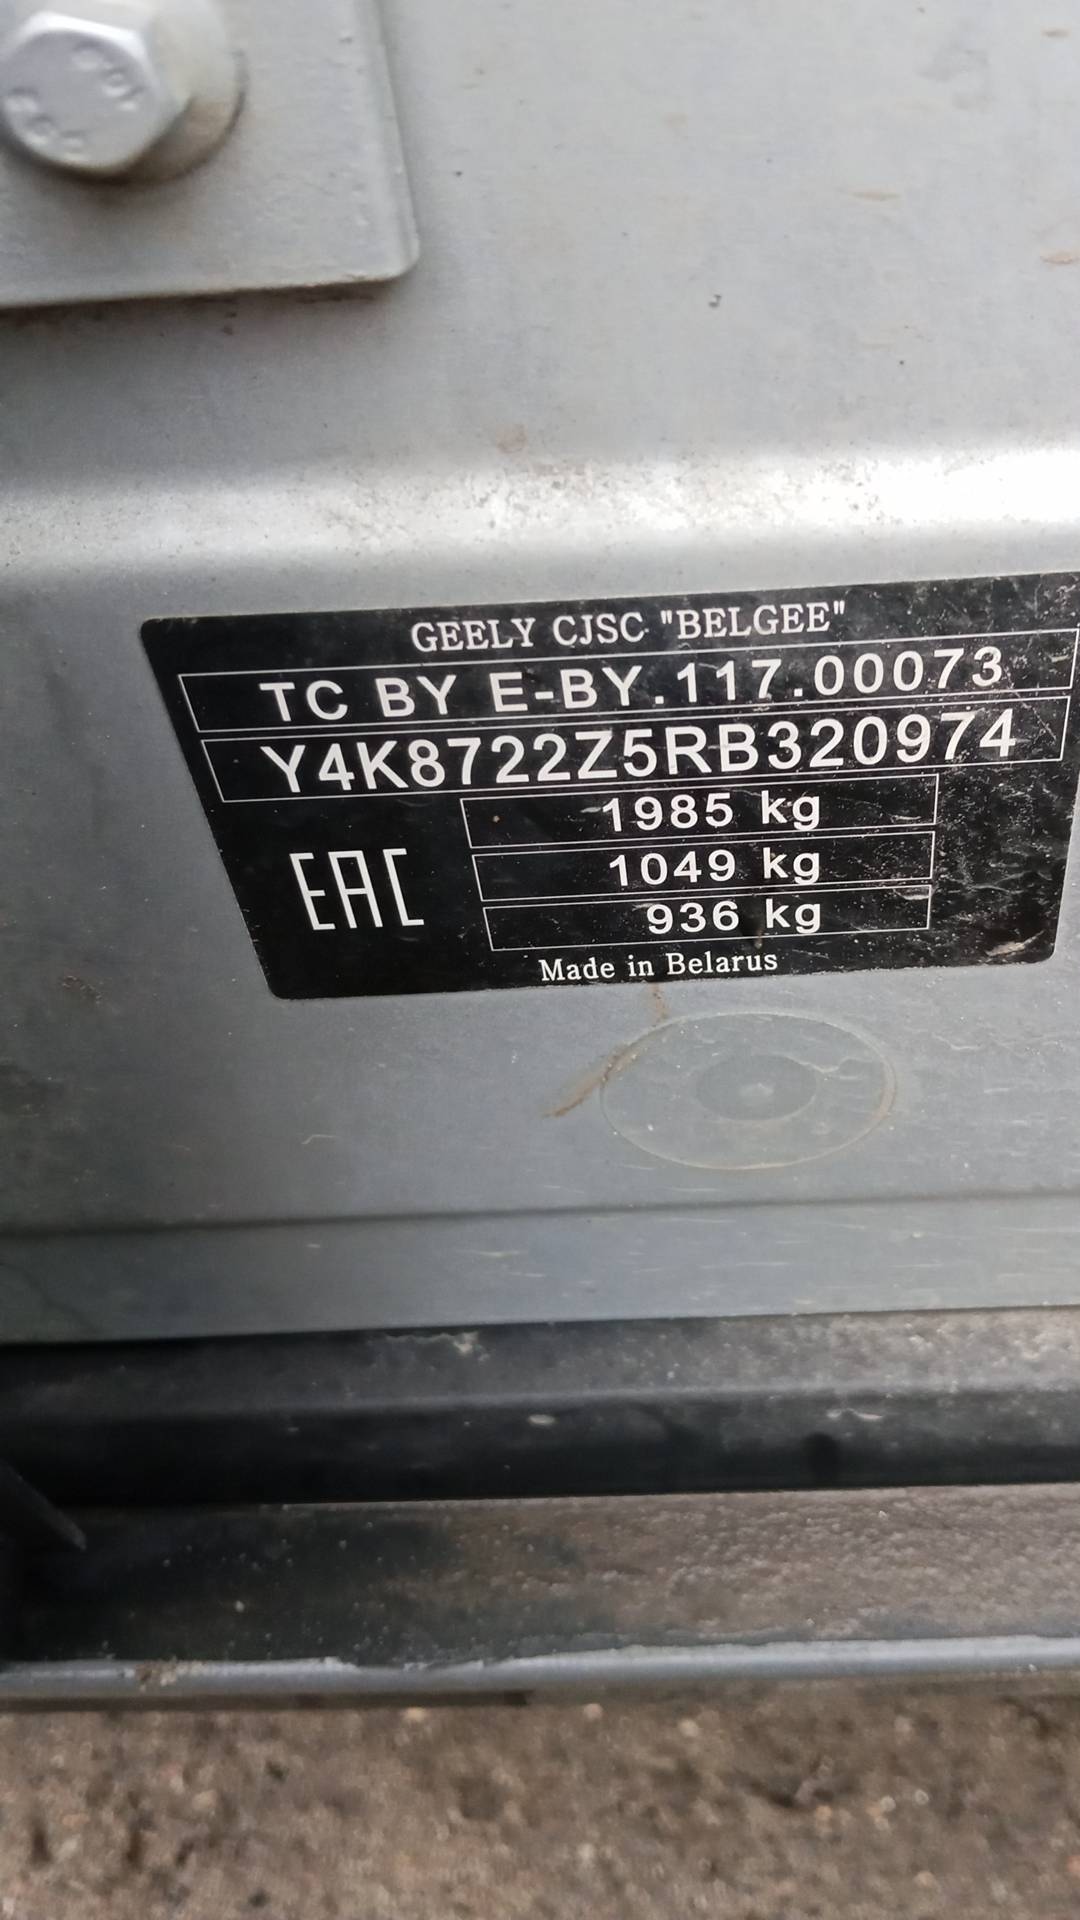 GEELY CJSC "BELGEE"
TC BY E-BY.117.00073
Y4K8722Z5RB320974
1985 kg
1049 kg
936 kg
EAC
Made in Belarus